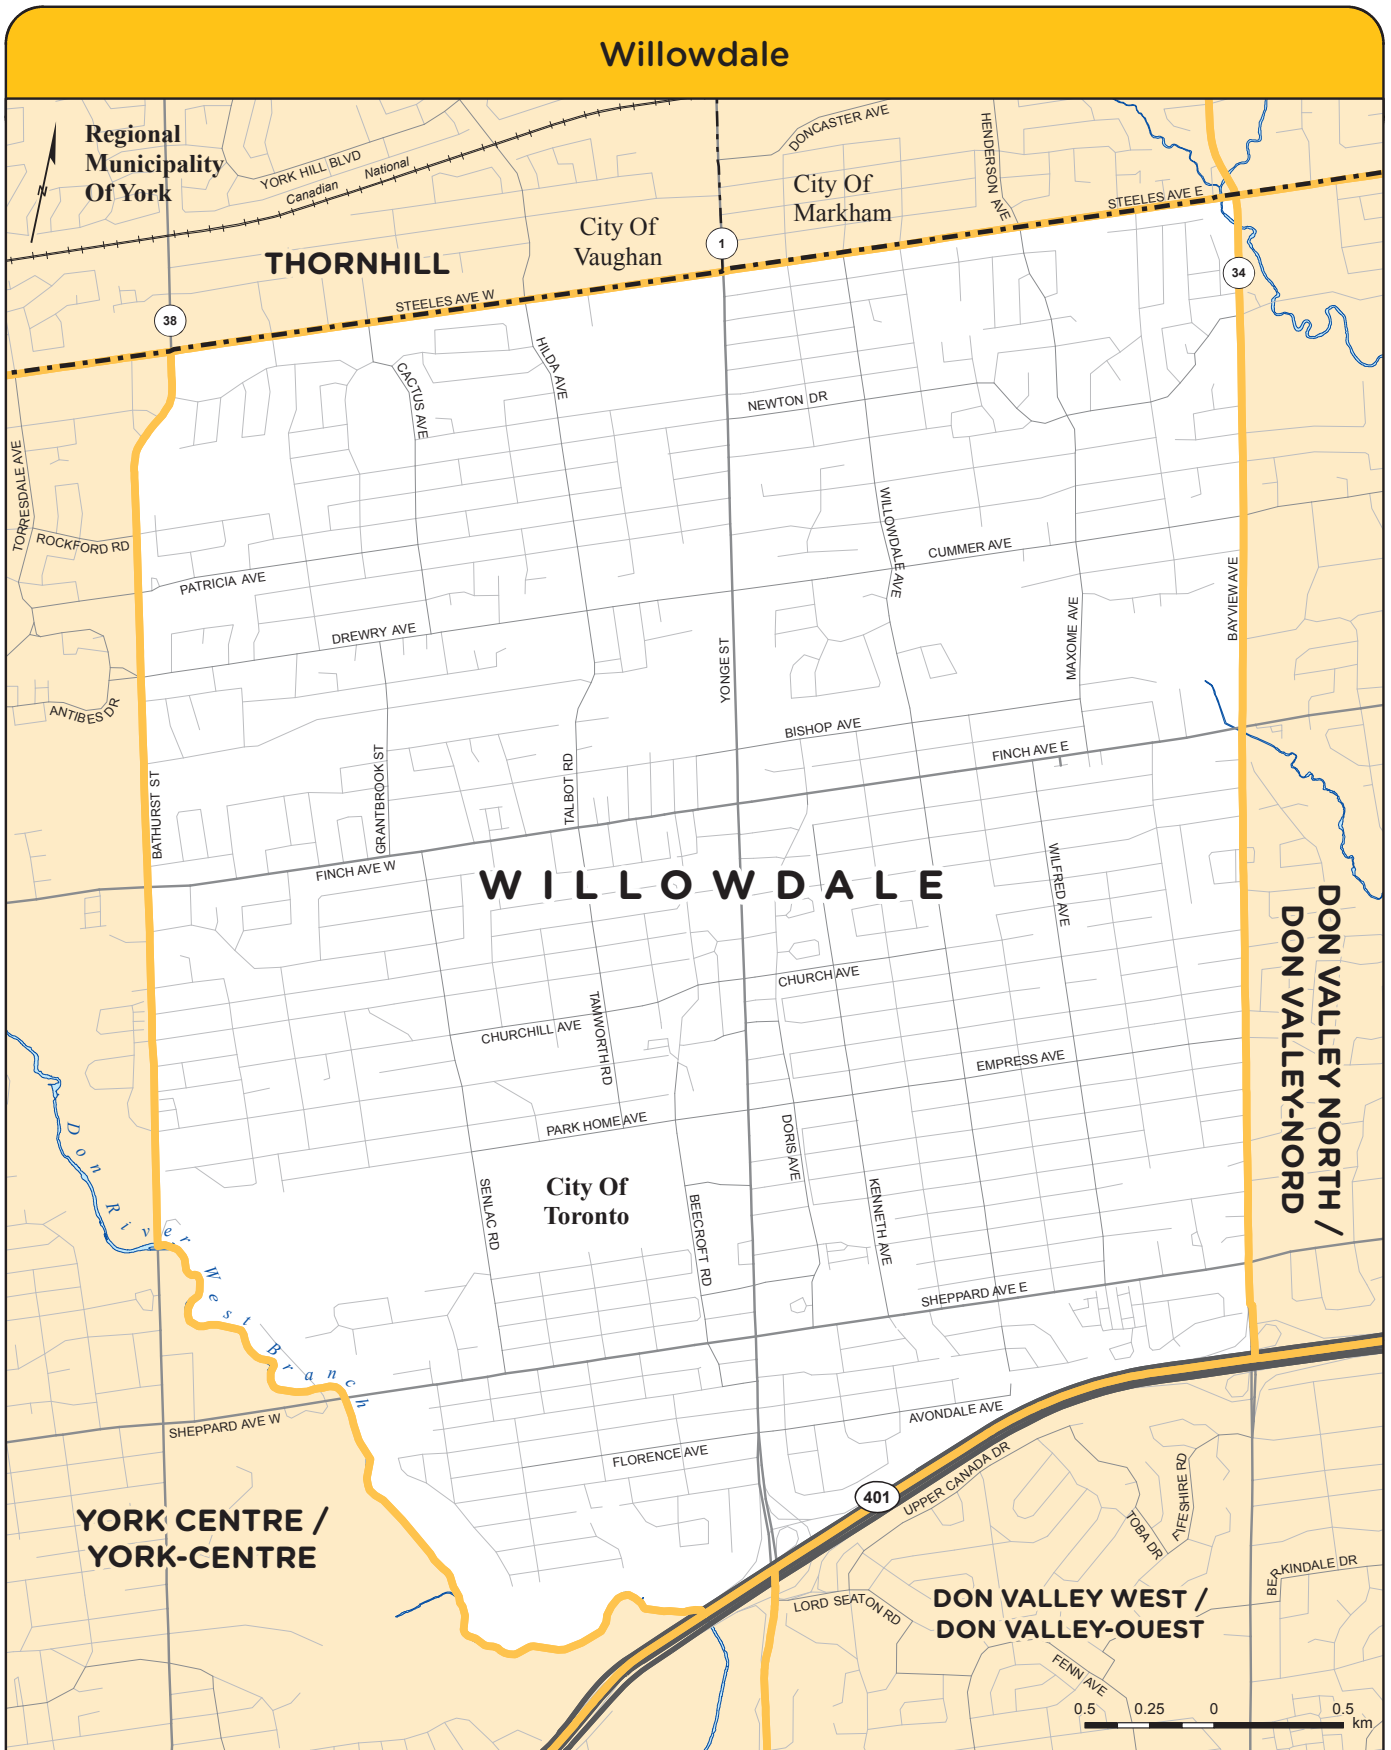 Willowdale
Regional
Municipality
Of York
N
YORK HILL BLVD
Canadian National
DONCASTER AVE
HENDERSON AVE
City Of
Markham
City Of
Vaughan
STEELES AVE E
1
34
THORNHILL
38
STEELES AVE W
HILDA AVE
CACTUS AVE
NEWTON DR
TORRESDALE AVE
ROCKFORD RD
PATRICIA AVE
WILLOWDALE AVE
CUMMER AVE
BAYVIEW AVE
DREWRY AVE
YONGE ST
MAXOME AVE
ANTIBES DR
BISHOP AVE
FINCH AVE E
BATHURST ST
GRANTBROOK ST
TALBOT RD
FINCH AVE W
WILLOWDALE
WILFRED AVE
DON VALLEY NORTH /
DON VALLEY-NORD
CHURCH AVE
TAMWORTH RD
CHURCHILL AVE
EMPRESS AVE
PARK HOME AVE
DORIS AVE
Don River West Branch
City Of
Toronto
SENLAC RD
BEECROFT RD
KENNETH AVE
SHEPPARD AVE E
SHEPPARD AVE W
AVONDALE AVE
FLORENCE AVE
401
UPPER CANADA DR
TOBA DR
FIFESHIRE RD
YORK CENTRE /
YORK-CENTRE
BERKINDALE DR
LORD SEATON RD
DON VALLEY WEST /
DON VALLEY-OUEST
FENN AVE
0.5 0.25 0 0.5
km